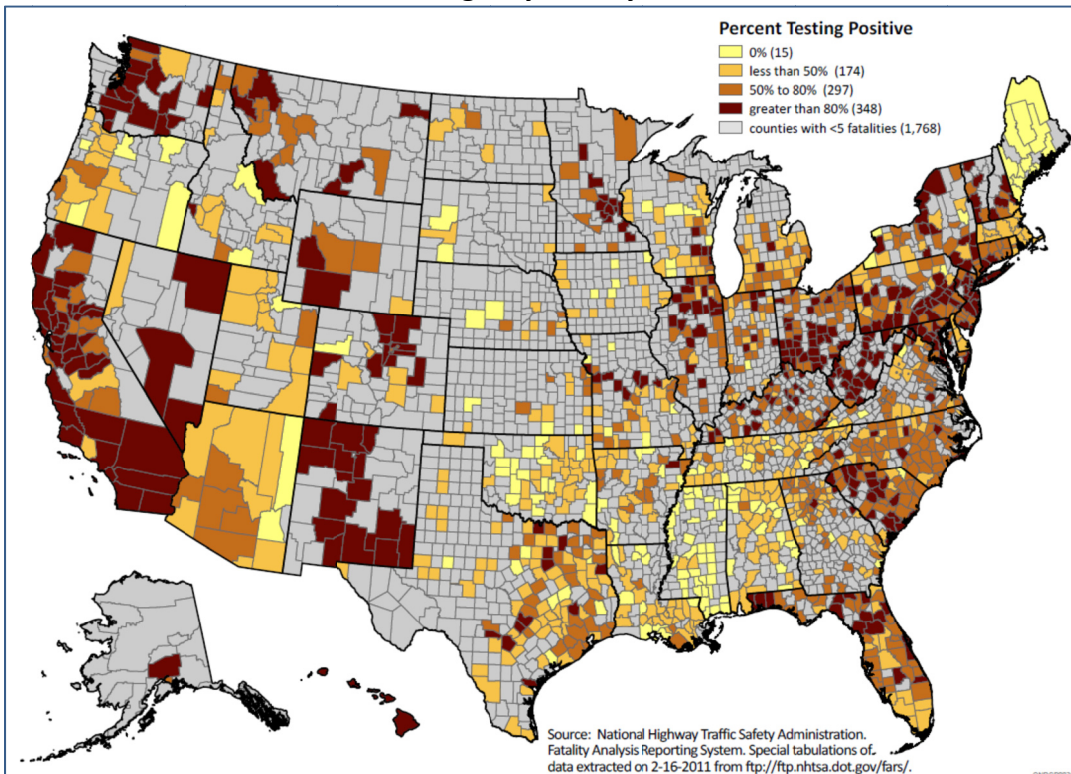 Percent Testing Positive
0% (15)
less than 50% (174)
50% to 80% (297)
greater than 80% (348)
counties with <5 fatalities (1,768)
Source: National Highway Traffic Safety Administration.
Fatality Analysis Reporting System. Special tabulations of
data extracted on 2-16-2011 from ftp://ftp.nhtsa.dot.gov/fars/.